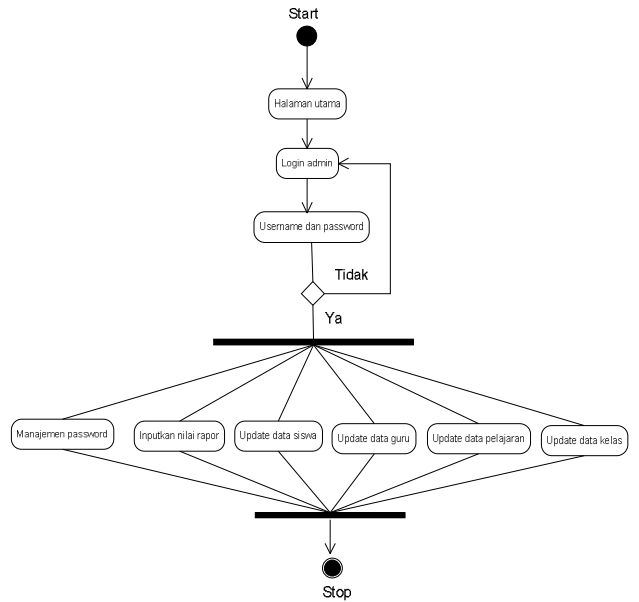 Start
Halaman utama
Login admin
Username dan password
Tidak
Ya
Manajemen password
Inputkan nilai rapor
Update data siswa
Update data guru
Update data pelajaran
Update data kelas
Stop